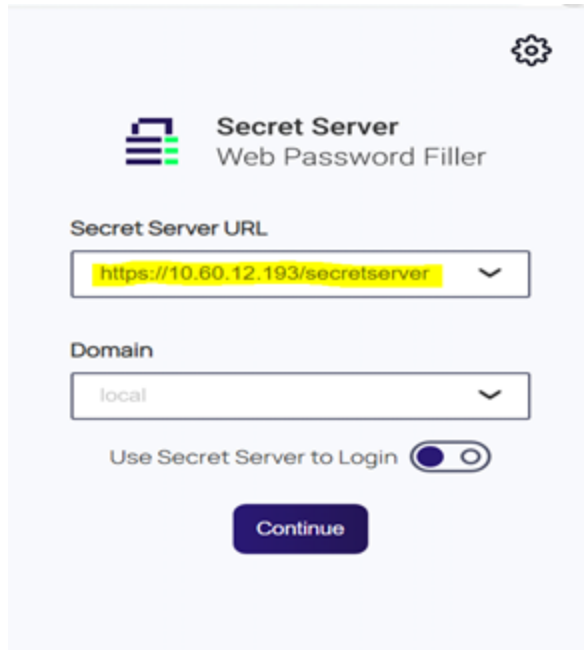 Secret Server
Web Password Filler
Secret Server URL
https://10.60.12.193/secretserver
Domain
local
Use Secret Server to Login
Continue